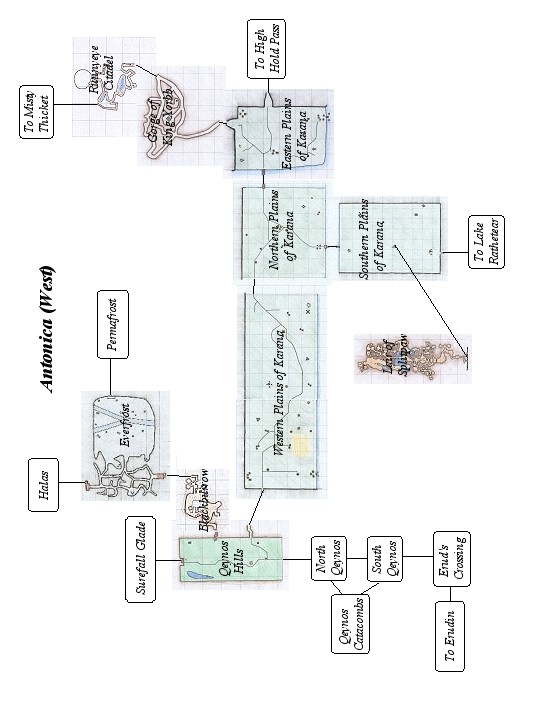 Antonica (West)
Halas
To Misty
Thicket
Runnyeye
Citadel
Permafrost
Everfrost
Surefall Glade
Gorge of
King Xorbb
Blackburrow
Qeynos
Hills
Western Plains of Karana
Northern Plains
of Karana
Eastern Plains
of Karana
To High
Hold Pass
North
Qeynos
Qeynos
Catacombs
South
Qeynos
Southern Plains
of Karana
Lair of
Splitpaw
To Erudin
Erud's
Crossing
To Lake
Rathetear